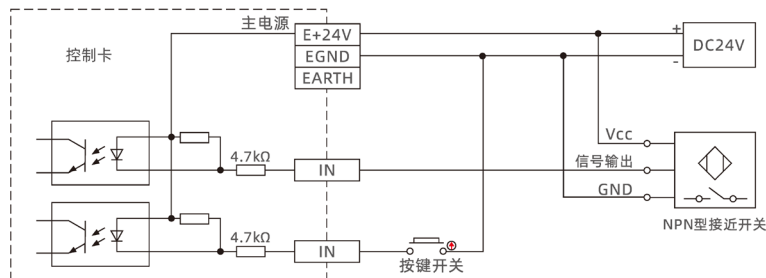 主电源
E+24V
EGND
EARTH
+
-
DC24V
控制卡
4.7kΩ
IN
Vcc
信号输出
GND
NPN型接近开关
4.7kΩ
IN
按键开关